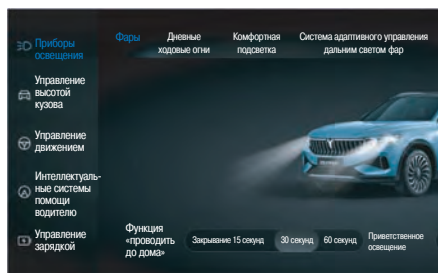 Фары
Дневные
ходовые огни
Комфортная
подсветка
Система адаптивного управления
дальним светом фар
Приборы
освещения
Управление
высотой
кузова
Управление
движением
Интеллектуаль-
ные системы
помощи
водителю
Управление
зарядкой
Функция
«проводить
до дома»
Закрывание 15 секунд 30 секунд 60 секунд
Приветственное
освещение